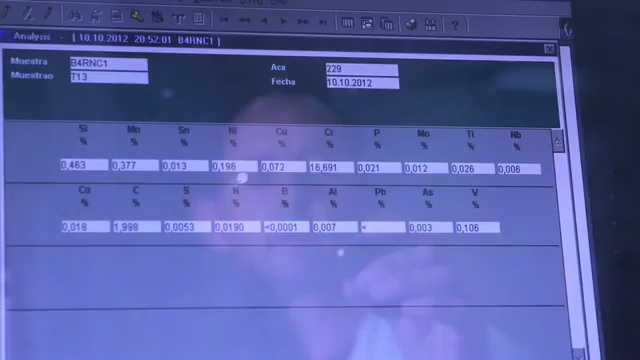 Analysis - [ 10.10.2012 20:52:01 B4RNC1 ]
Muestra B4RNC1 Acx 229
Muestrao T13 Fecha 10.10.2012
Si Mn Sn Ni Cu Cr P Mo Ti Nb
% % % % % % % % % %
0,463 0,377 0,013 0,196 0,072 16,691 0,021 0,012 0,026 0,006
Co C S N B Al Pb As V
% % % % % % % % %
0,018 1,998 0,0053 0,0190 <0,0001 0,007 < 0,003 0,106